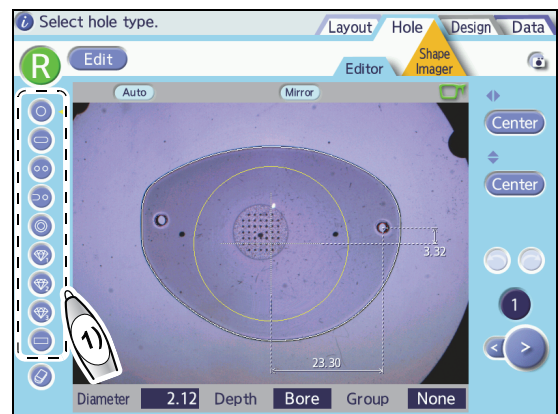 Select hole type.
Layout Hole Design Data
R Edit Editor Shape
Imager
Auto Mirror
Center
Center
3.32
1
1)
23.30
< >
Diameter 2.12 Depth Bore Group None